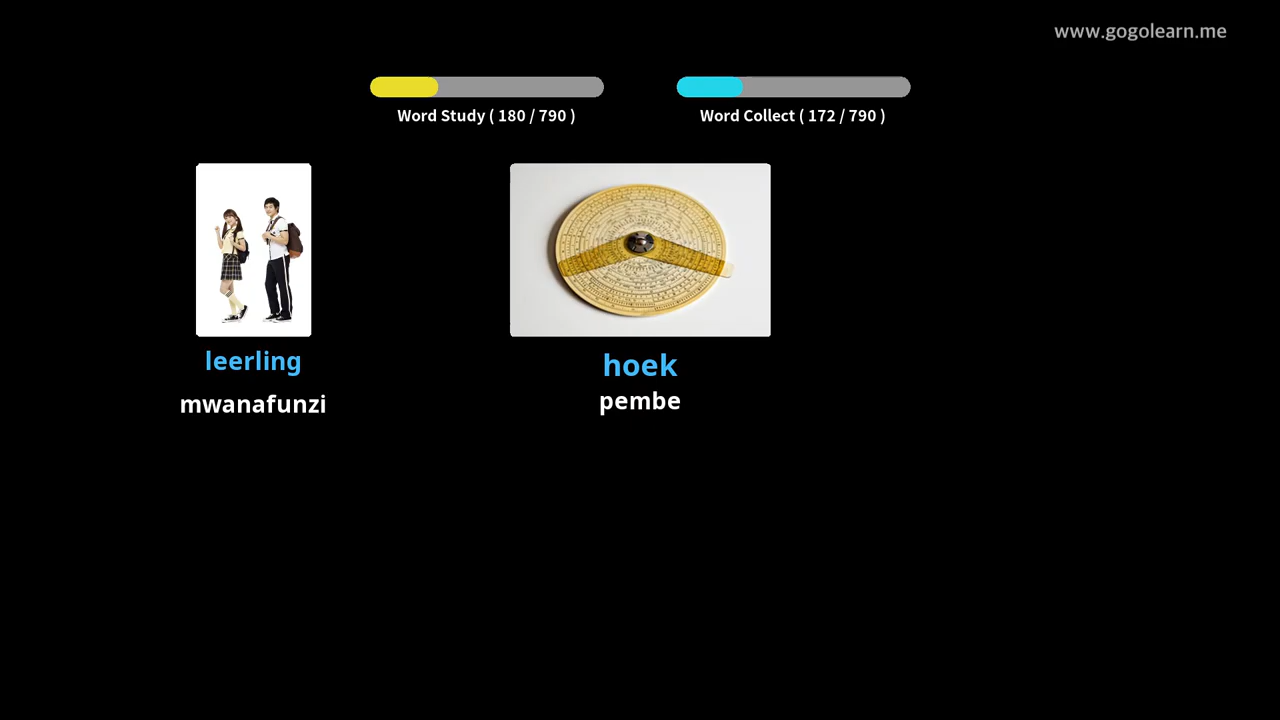 www.gogolearn.me
Word Study ( 180 / 790 )
Word Collect ( 172 / 790 )
leerling
mwanafunzi
hoek
pembe